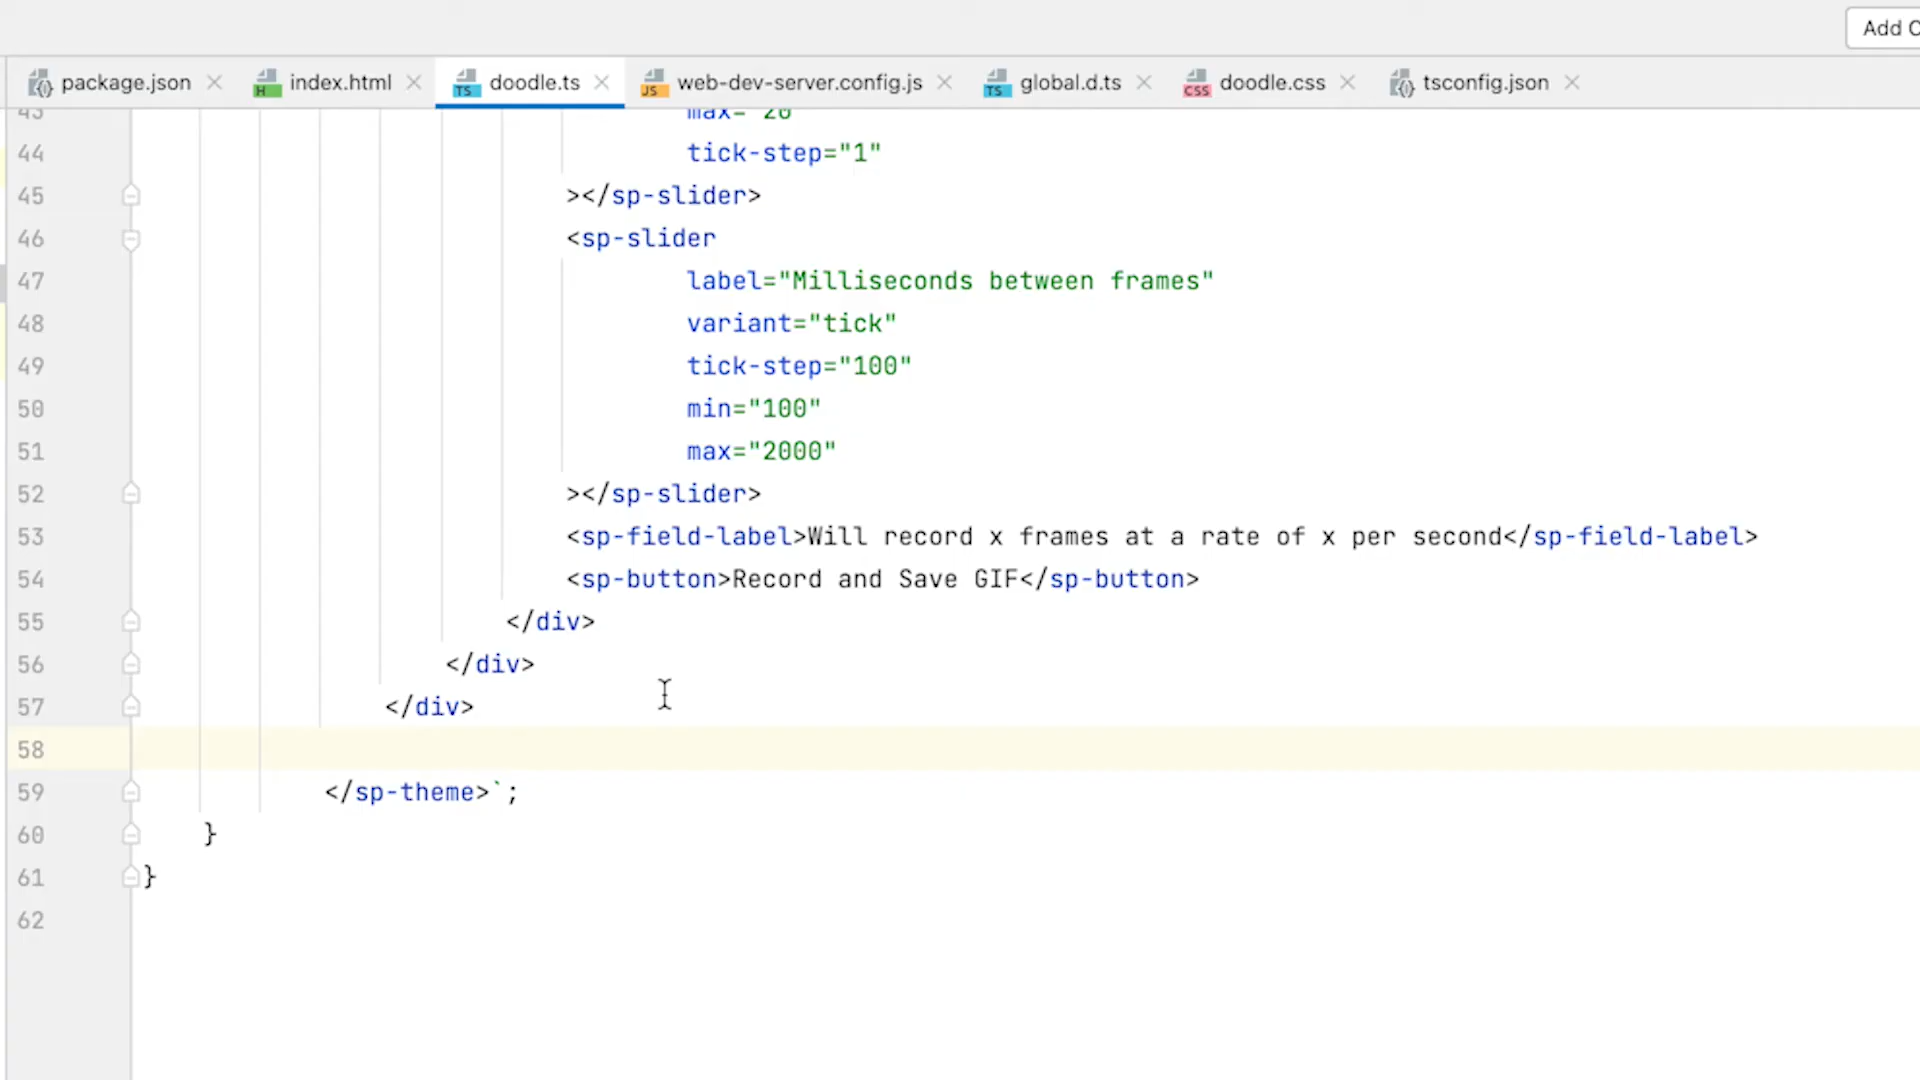 Add
package.json
index.html
doodle.ts
web-dev-server.config.js
global.d.ts
doodle.css
tsconfig.json
43 max="20
44 tick-step="1"
45 ></sp-slider>
46 <sp-slider
47 label="Milliseconds between frames"
48 variant="tick"
49 tick-step="100"
50 min="100"
51 max="2000"
52 ></sp-slider>
53 <sp-field-label>Will record x frames at a rate of x per second</sp-field-label>
54 <sp-button>Record and Save GIF</sp-button>
55 </div>
56 </div>
57 </div>
58
59 </sp-theme>`;
60 }
61 }
62